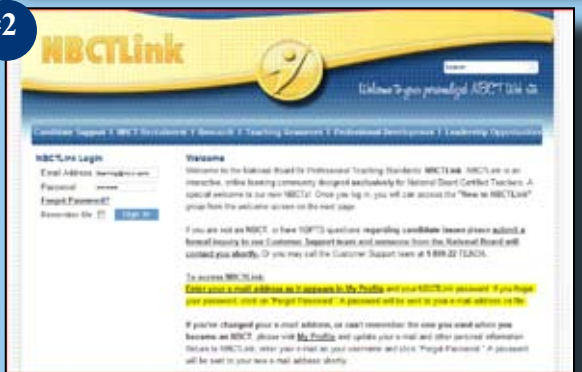 2
NBCTLink
Search
Welcome to your personalized NBCT Web site
Candidate Support | NBCT Recruitment | Research | Teaching Resources | Professional Development | Leadership Opportunities
NBCTLink Login
Email Address
Password
Forgot Password?
Remember Me
Sign In
Welcome
Welcome to the National Board for Professional Teaching Standards' NBCTLink. NBCTLink is an
interactive, online learning community designed exclusively for National Board Certified Teachers. A
special welcome to our new NBCTs! Once you log in, you will can access the "New to NBCTLink"
group from the welcome screen on the next page.
If you are not an NBCT, or have NBPTS questions regarding candidate issues please submit a
formal inquiry to our Customer Support team and someone from the National Board will
contact you shortly. Or you may call the Customer Support team at 1-800-22 TEACH.
To access NBCTLink:
Enter your e-mail address as it appears in My Profile and your NBCTLink password. If you forgot
your password, click on "Forgot Password". A password will be sent to your e-mail address on file.
If you've changed your e-mail address, or can't remember the one you used when you
became an NBCT, please visit My Profile and update your e-mail and other personal information.
Return to NBCTLink, enter your e-mail as your username and click "Forgot Password." A password
will be sent to your new e-mail address shortly.